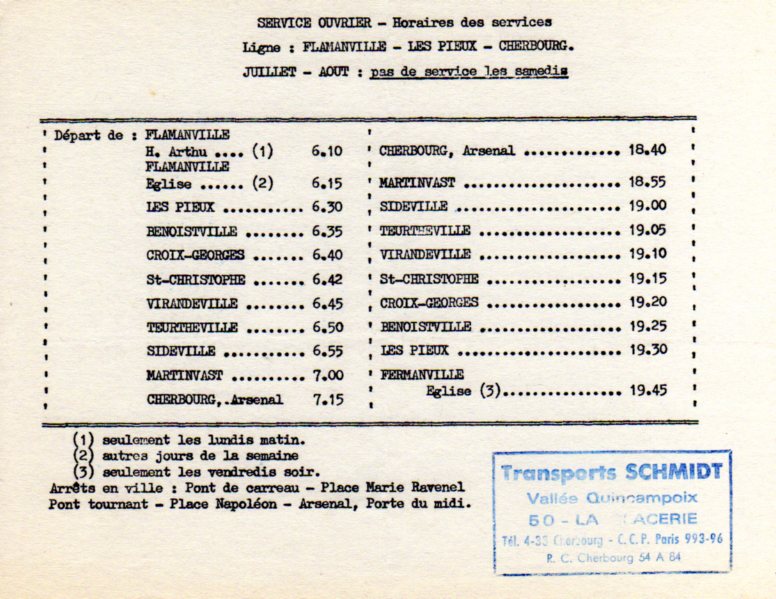 SERVICE OUVRIER - Horaires des services
Ligne : FLAMANVILLE - LES PIEUX - CHERBOURG.
JUILLET - AOUT : pas de service les samedis
Départ de : FLAMANVILLE
H. Arthu .... (1) 6.10
FLAMANVILLE
Eglise ...... (2) 6.15
LES PIEUX ........... 6.30
BENOISTVILLE ........ 6.35
CROIX-GEORGES ....... 6.40
St-CHRISTOPHE ....... 6.42
VIRANDEVILLE ........ 6.45
TEURTHEVILLE ........ 6.50
SIDEVILLE ........... 6.55
MARTINVAST .......... 7.00
CHERBOURG,.Arsenal 7.15
CHERBOURG, Arsenal ............. 18.40
MARTINVAST ..................... 18.55
SIDEVILLE ...................... 19.00
TEURTHEVILLE ................... 19.05
VIRANDEVILLE ................... 19.10
St-CHRISTOPHE .................. 19.15
CROIX-GEORGES .................. 19.20
BENOISTVILLE ................... 19.25
LES PIEUX ...................... 19.30
FERMANVILLE
Eglise (3)................ 19.45
(1) seulement les lundis matin.
(2) autres jours de la semaine
(3) seulement les vendredis soir.
Arrêts en ville : Pont de carreau - Place Marie Ravenel
Pont tournant - Place Napoléon - Arsenal, Porte du midi.
Transports SCHMIDT
Vallée Quincampoix
50 - LA ACERIE
Tél. 4-33 Cherbourg - C.C.P. Paris 993-96
R. C. Cherbourg 54 A 84